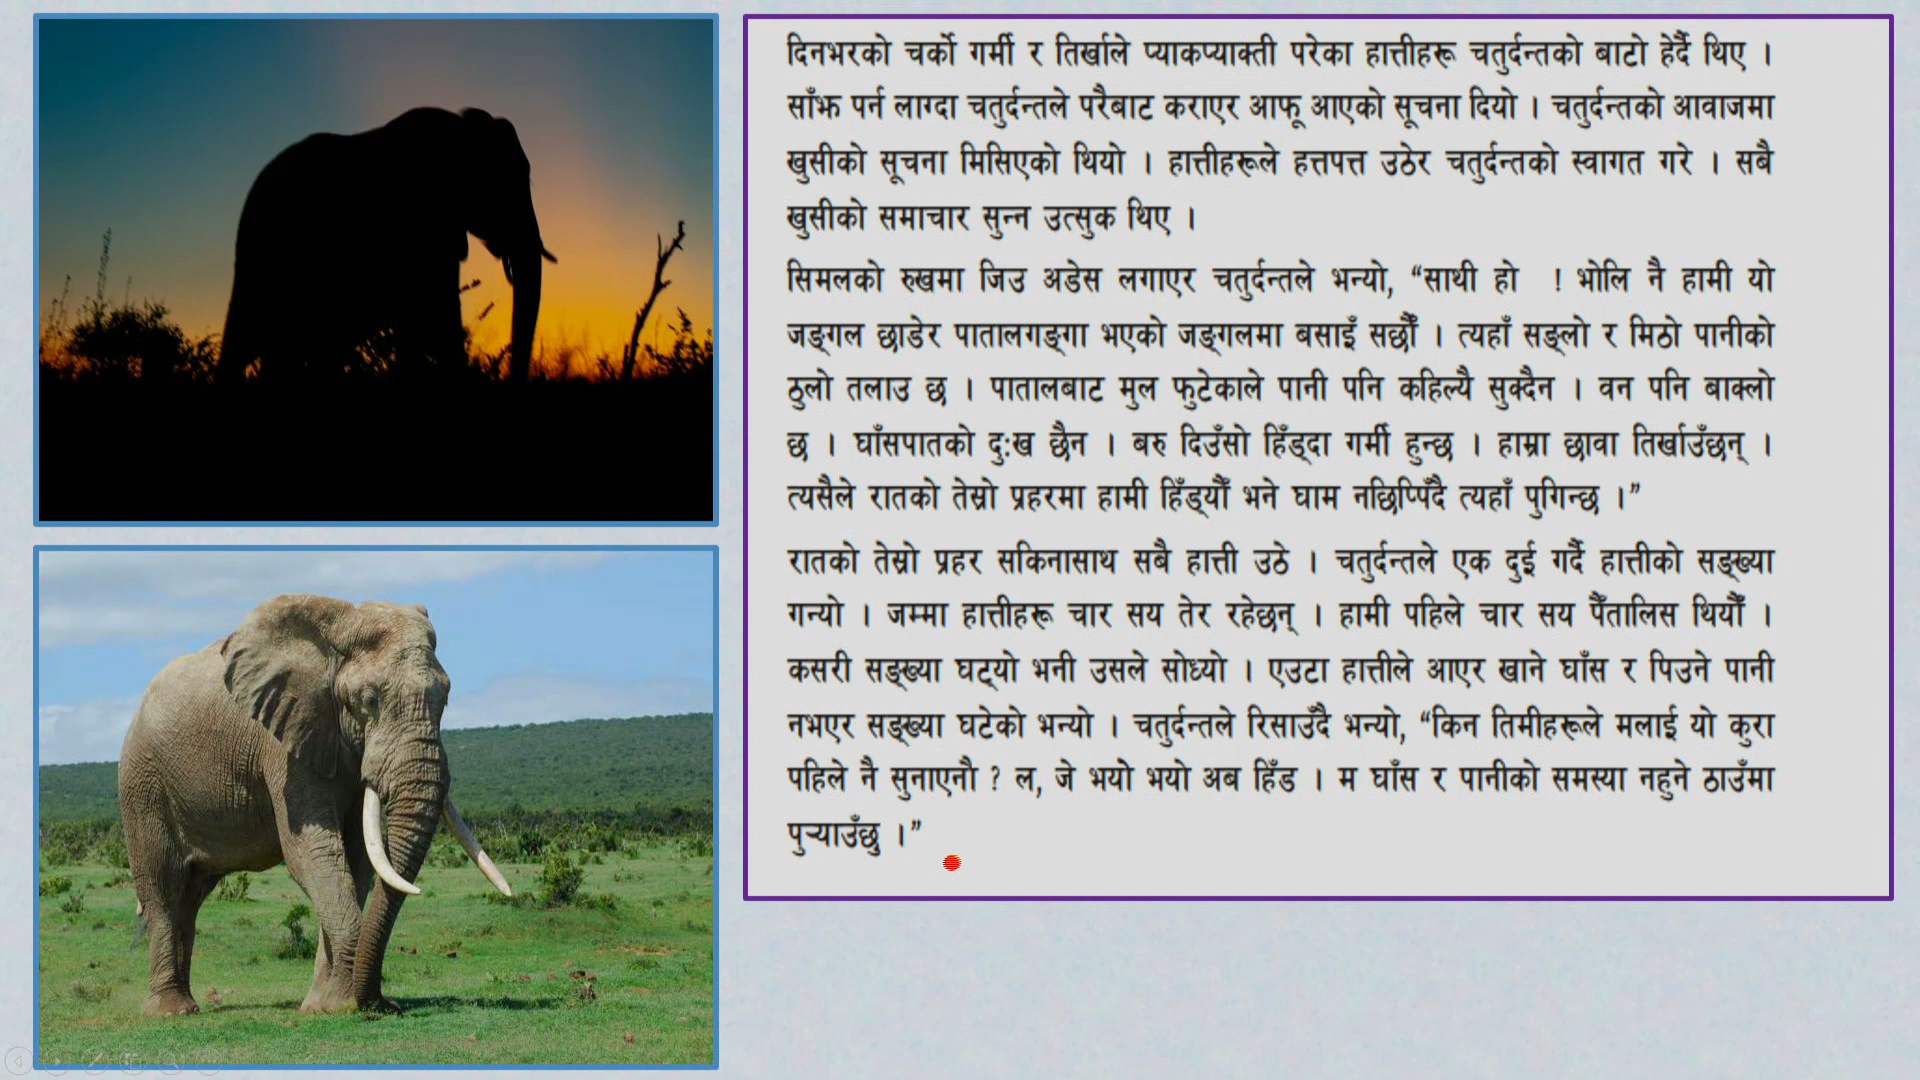 दिनभरको चर्को गर्मी र तिर्खाले प्याकप्याक्ती परेका हात्तीहरू चतुर्दन्तको बाटो हेर्दै थिए ।
साँझ पर्न लाग्दा चतुर्दन्तले परैबाट कराएर आफू आएको सूचना दियो । चतुर्दन्तको आवाजमा
खुसीको सूचना मिसिएको थियो । हात्तीहरूले हत्तपत्त उठेर चतुर्दन्तको स्वागत गरे । सबै
खुसीको समाचार सुन्न उत्सुक थिए ।
सिमलको रुखमा जिउ अडेस लगाएर चतुर्दन्तले भन्यो, “साथी हो ! भोलि नै हामी यो
जङ्गल छाडेर पातालगङ्गा भएको जङ्गलमा बसाइँ सर्छौँ । त्यहाँ सङ्लो र मिठो पानीको
ठुलो तलाउ छ । पातालबाट मुल फुटेकाले पानी पनि कहिल्यै सुक्दैन । वन पनि बाक्लो
छ । घाँसपातको दुःख छैन । बरु दिउँसो हिँड्दा गर्मी हुन्छ । हाम्रा छावा तिर्खाउँछन् ।
त्यसैले रातको तेस्रो प्रहरमा हामी हिँड्यौँ भने घाम नछिप्पिँदै त्यहाँ पुगिन्छ ।”
रातको तेस्रो प्रहर सकिनासाथ सबै हात्ती उठे । चतुर्दन्तले एक दुई गर्दै हात्तीको सङ्ख्या
गन्यो । जम्मा हात्तीहरू चार सय तेर रहेछन् । हामी पहिले चार सय पैँतालिस थियौँ ।
कसरी सङ्ख्या घट्यो भनी उसले सोध्यो । एउटा हात्तीले आएर खाने घाँस र पिउने पानी
नभएर सङ्ख्या घटेको भन्यो । चतुर्दन्तले रिसाउँदै भन्यो, “किन तिमीहरूले मलाई यो कुरा
पहिले नै सुनाएनौ ? ल, जे भयो भयो अब हिँड । म घाँस र पानीको समस्या नहुने ठाउँमा
पुऱ्याउँछु ।”